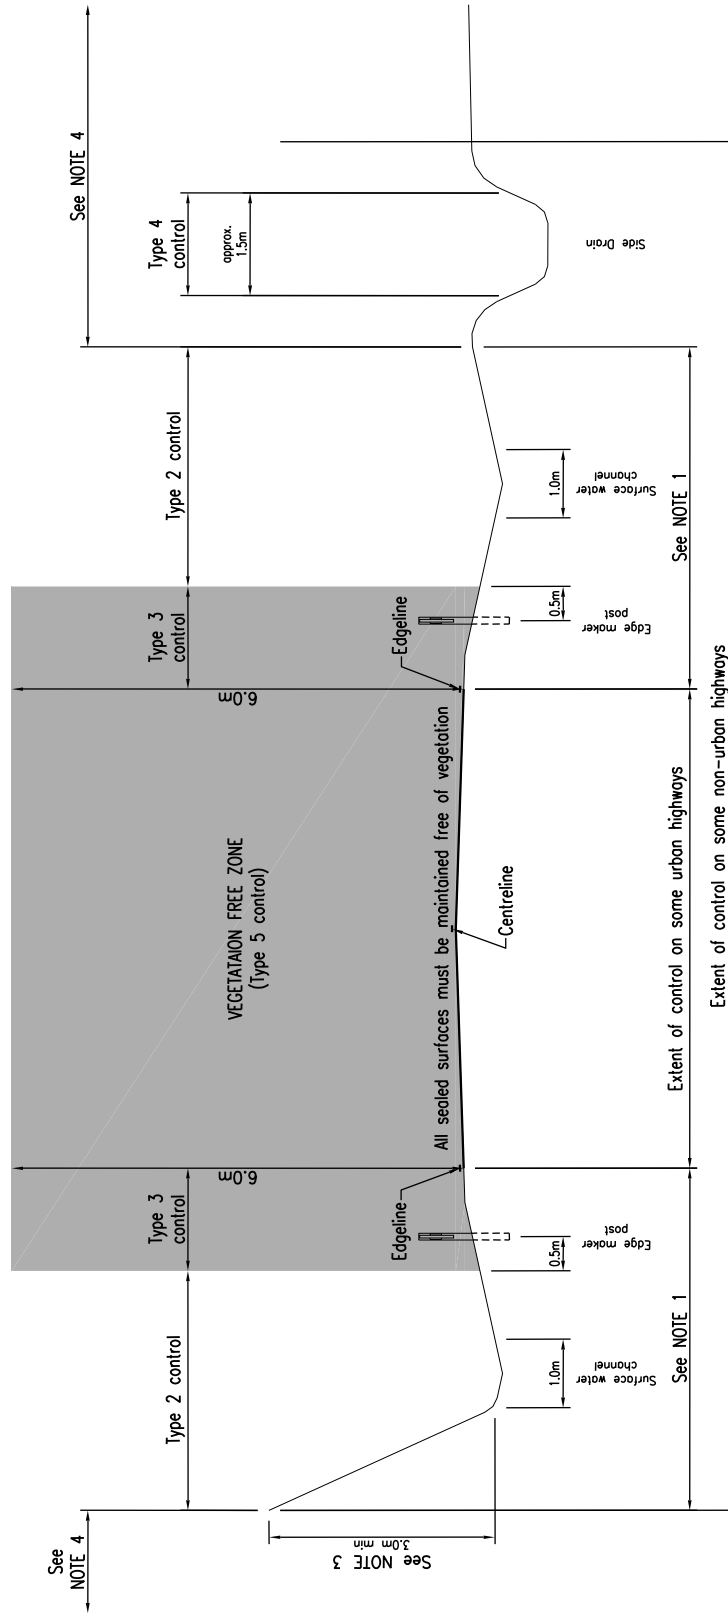 See
NOTE 4
See NOTE 4
Type 4
control
approx.
1.5m
Type 2 control
Type 3
control
Type 3
control
Type 2 control
6.0m
6.0m
VEGETATAION FREE ZONE
(Type 5 control)
Edgeline
Edgeline
All sealed surfaces must be maintained free of vegetation
Centreline
See NOTE 3
3.0m min
Side Drain
1.0m
Surface water
channel
0.5m
Edge maker
post
0.5m
Edge maker
post
1.0m
Surface water
channel
See NOTE 1
See NOTE 1
Extent of control on some urban highways
Extent of control on some non-urban highways